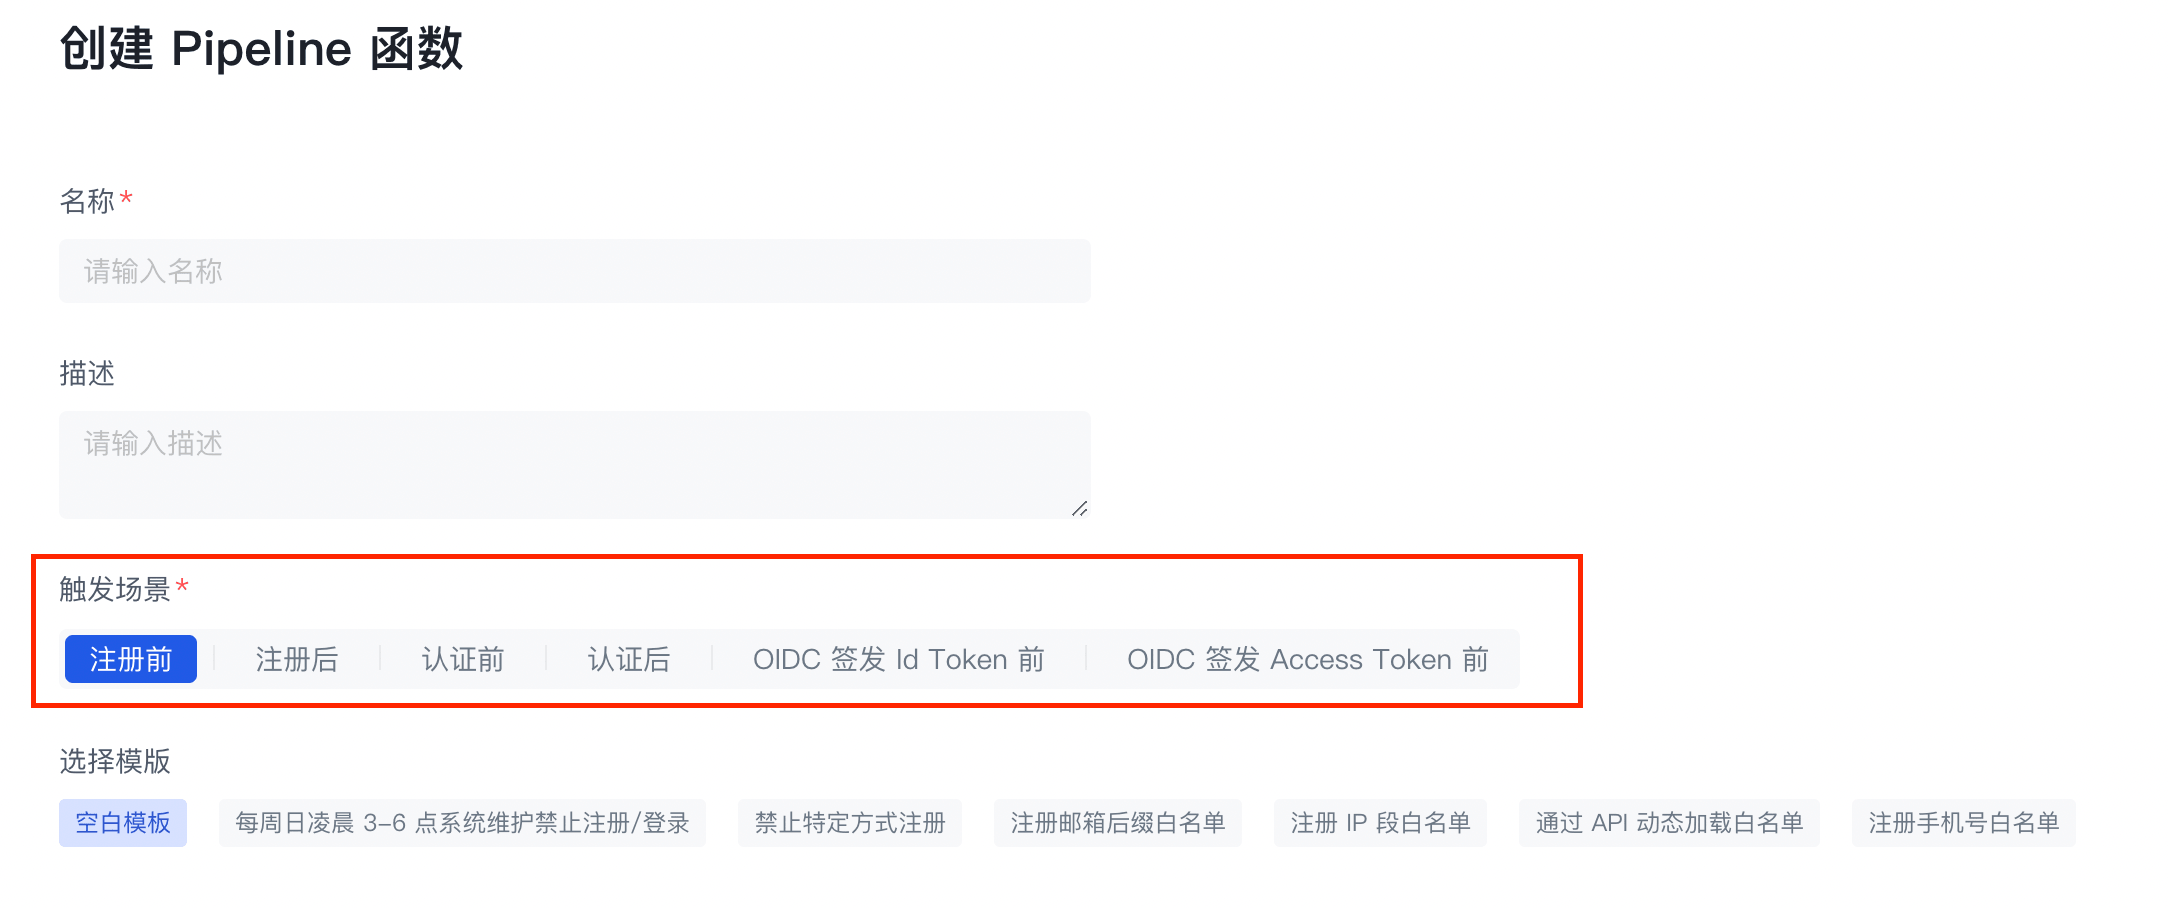 创建 Pipeline 函数
名称*
请输入名称
描述
请输入描述
触发场景*
注册前 注册后 认证前 认证后 OIDC 签发 Id Token 前 OIDC 签发 Access Token 前
选择模版
空白模板 每周日凌晨 3-6 点系统维护禁止注册/登录 禁止特定方式注册 注册邮箱后缀白名单 注册 IP 段白名单 通过 API 动态加载白名单 注册手机号白名单